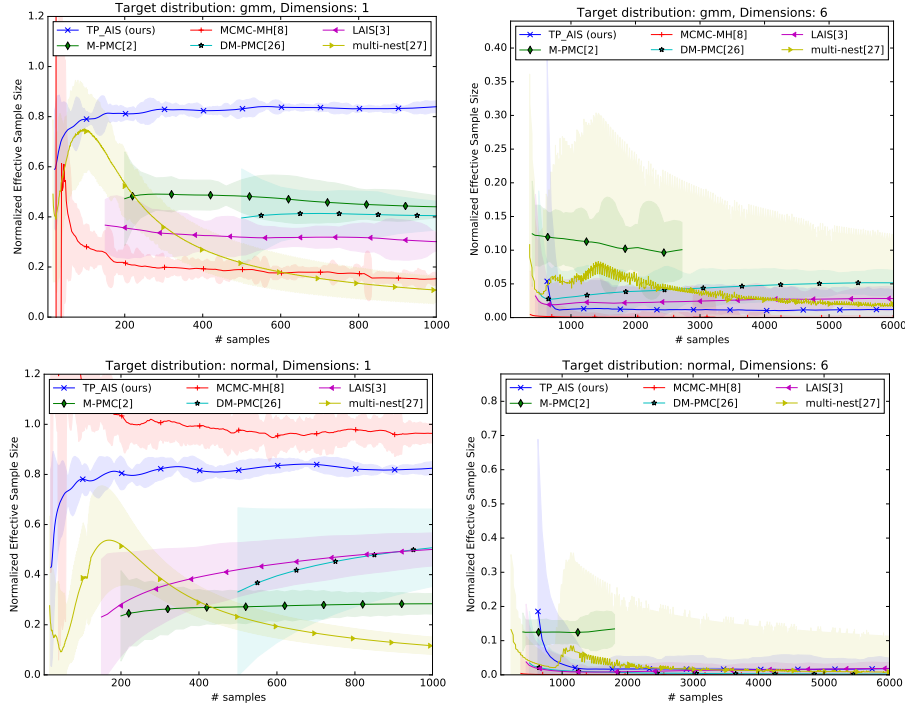 Target distribution: gmm, Dimensions: 1
TP_AIS (ours) MCMC-MH[8] LAIS[3]
M-PMC[2] DM-PMC[26] multi-nest[27]
Normalized Effective Sample Size
1.2
1.0
0.8
0.6
0.4
0.2
0.0
200 400 600 800 1000
# samples
Target distribution: gmm, Dimensions: 6
TP_AIS (ours) MCMC-MH[8] LAIS[3]
M-PMC[2] DM-PMC[26] multi-nest[27]
Normalized Effective Sample Size
0.40
0.35
0.30
0.25
0.20
0.15
0.10
0.05
0.00
1000 2000 3000 4000 5000 6000
# samples
Target distribution: normal, Dimensions: 1
TP_AIS (ours) MCMC-MH[8] LAIS[3]
M-PMC[2] DM-PMC[26] multi-nest[27]
Normalized Effective Sample Size
1.2
1.0
0.8
0.6
0.4
0.2
0.0
200 400 600 800 1000
# samples
Target distribution: normal, Dimensions: 6
TP_AIS (ours) MCMC-MH[8] LAIS[3]
M-PMC[2] DM-PMC[26] multi-nest[27]
Normalized Effective Sample Size
0.8
0.7
0.6
0.5
0.4
0.3
0.2
0.1
0.0
1000 2000 3000 4000 5000 6000
# samples